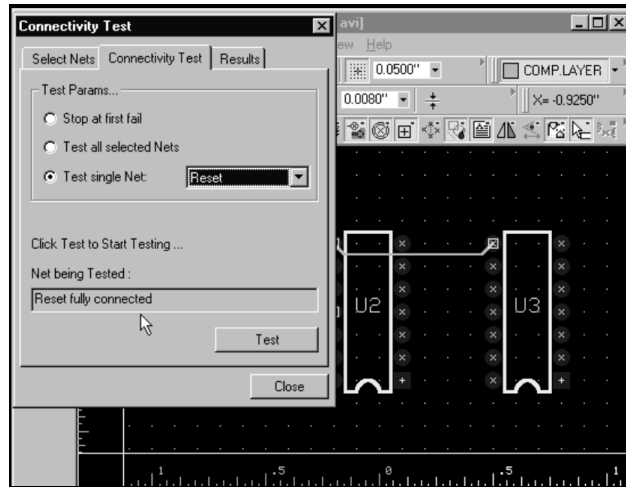 Connectivity Test
avi]
Select Nets Connectivity Test Results
ew Help
0.0500" COMP.LAYER
Test Params...
0.0080" X= -0.9250"
Stop at first fail
Test all selected Nets
Test single Net: Reset
Click Test to Start Testing ...
Net being Tested :
Reset fully connected
U2 U3
Test
Close
1 .5 0 .5 1